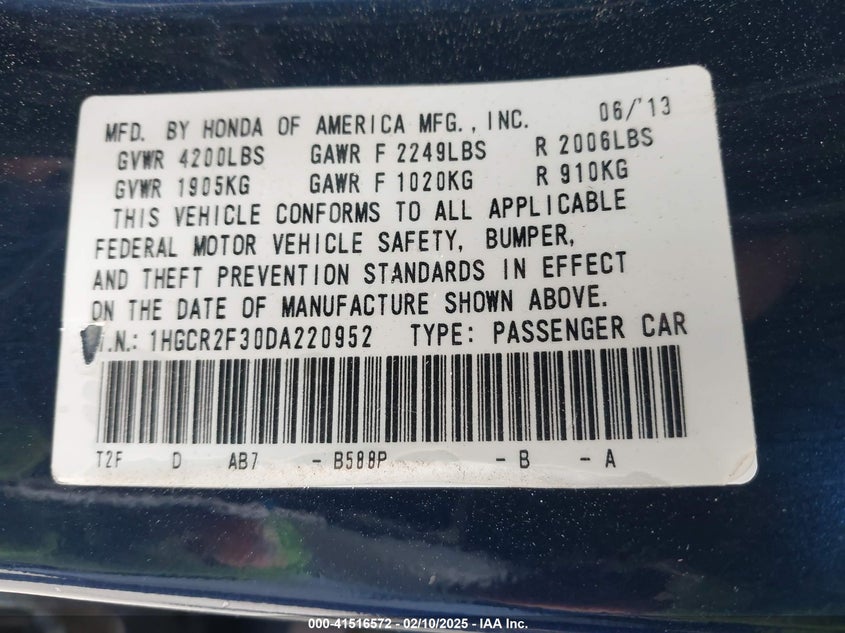 MFD. BY HONDA OF AMERICA MFG., INC. 06/'13
GVWR 4200LBS GAWR F 2249LBS R 2006LBS
GVWR 1905KG GAWR F 1020KG R 910KG
THIS VEHICLE CONFORMS TO ALL APPLICABLE
FEDERAL MOTOR VEHICLE SAFETY, BUMPER,
AND THEFT PREVENTION STANDARDS IN EFFECT
ON THE DATE OF MANUFACTURE SHOWN ABOVE.
.N.: 1HGCR2F30DA220952 TYPE: PASSENGER CAR
T2F D AB7 - B588P - B - A
000-41516572 - 02/10/2025 - IAA Inc.